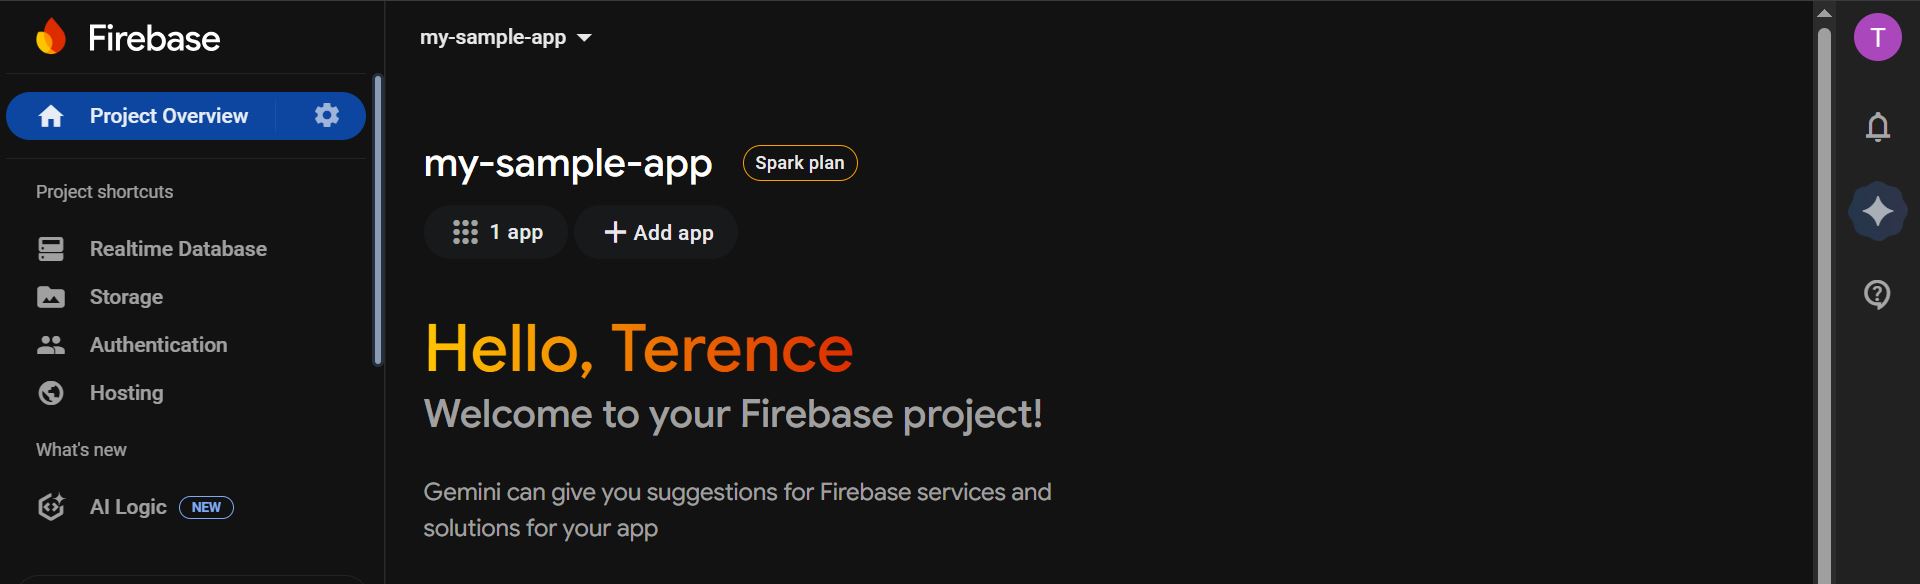 Firebase
Project Overview
Project shortcuts
Realtime Database
Storage
Authentication
Hosting
What's new
AI Logic NEW
my-sample-app
my-sample-app Spark plan
1 app + Add app
Hello, Terence
Welcome to your Firebase project!
Gemini can give you suggestions for Firebase services and
solutions for your app
T